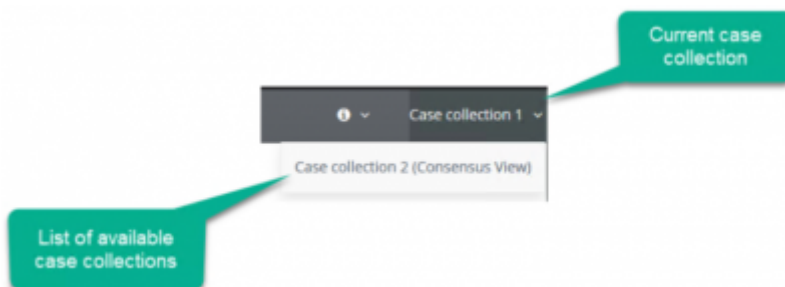 Current case
collection
Case collection 1
Case collection 2 (Consensus View)
List of available
case collections